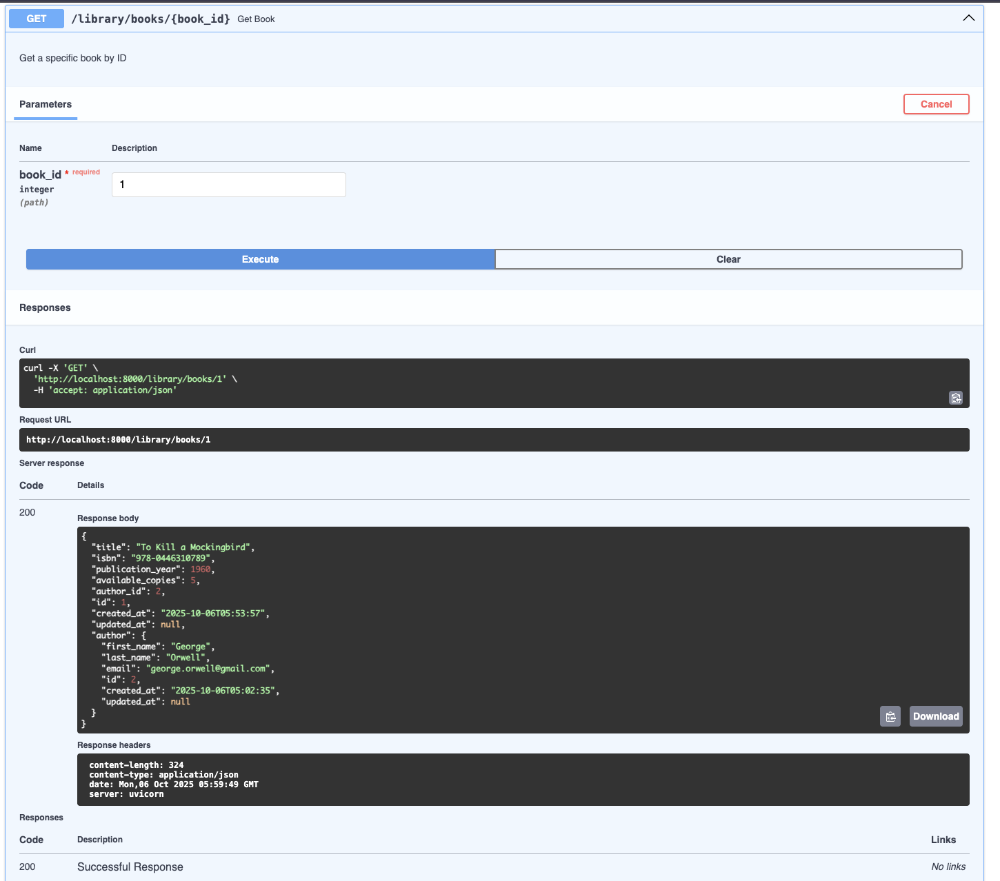 GET /library/books/{book_id} Get Book
Get a specific book by ID
Parameters
Cancel
Name Description
book_id * required
integer
(path)
1
Execute
Clear
Responses
Curl
curl -X 'GET' \
  'http://localhost:8000/library/books/1' \
  -H 'accept: application/json'
Request URL
http://localhost:8000/library/books/1
Server response
Code Details
200
Response body
{
  "title": "To Kill a Mockingbird",
  "isbn": "978-0446310789",
  "publication_year": 1960,
  "available_copies": 5,
  "author_id": 2,
  "id": 1,
  "created_at": "2025-10-06T05:53:57",
  "updated_at": null,
  "author": {
    "first_name": "George",
    "last_name": "Orwell",
    "email": "george.orwell@gmail.com",
    "id": 2,
    "created_at": "2025-10-06T05:02:35",
    "updated_at": null
  }
}
Download
Response headers
content-length: 324
content-type: application/json
date: Mon,06 Oct 2025 05:59:49 GMT
server: uvicorn
Responses
Code Description Links
200 Successful Response No links